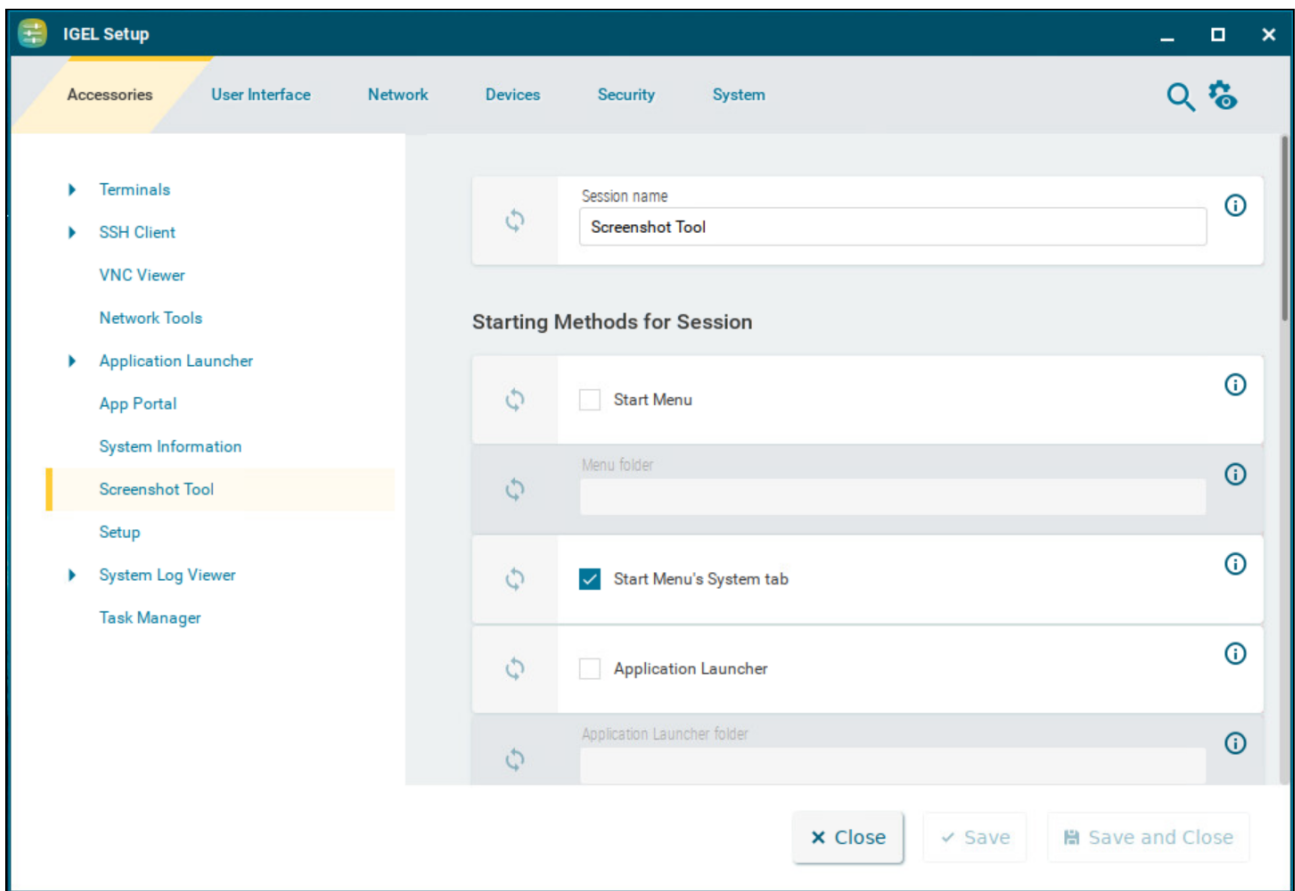 IGEL Setup
Accessories
User Interface
Network
Devices
Security
System
Terminals
SSH Client
VNC Viewer
Network Tools
Application Launcher
App Portal
System Information
Screenshot Tool
Setup
System Log Viewer
Task Manager
Session name
Screenshot Tool
Starting Methods for Session
Start Menu
Menu folder
Start Menu's System tab
Application Launcher
Application Launcher folder
Close
Save
Save and Close